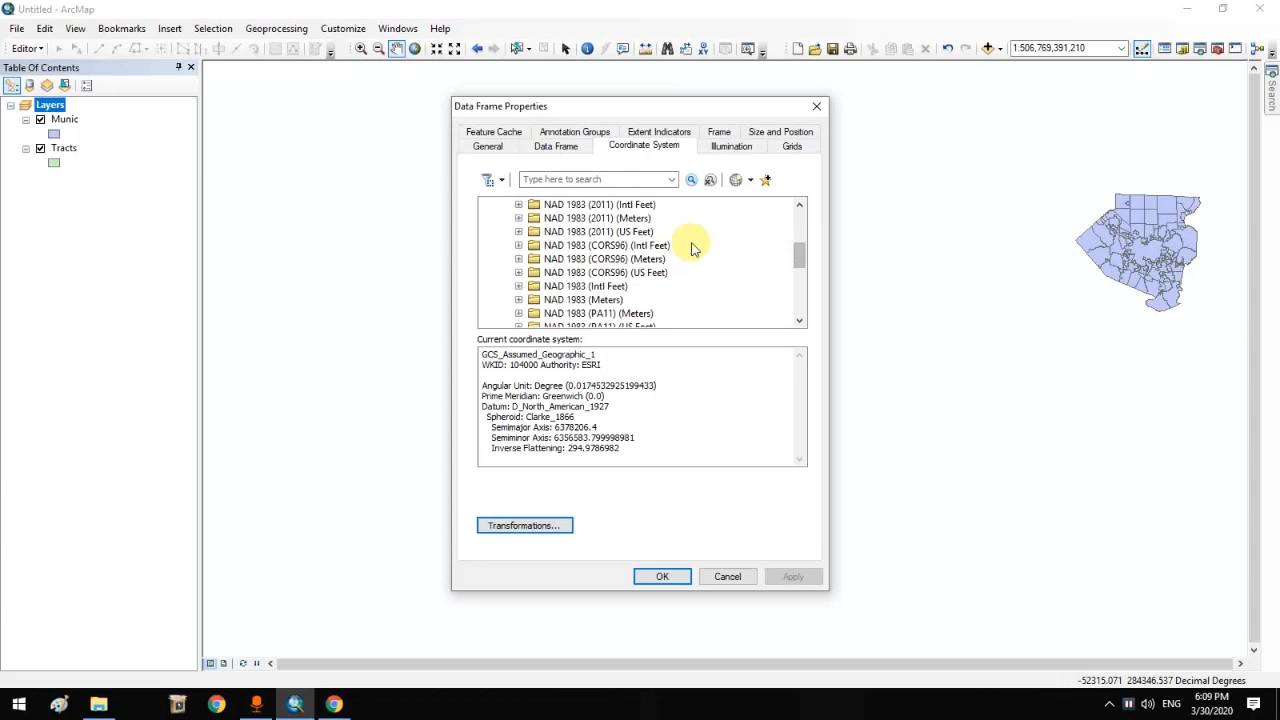 Untitled - ArcMap
File Edit View Bookmarks Insert Selection Geoprocessing Customize Windows Help
Editor 1:506,769,391,210
Table Of Contents
Layers
Munic
Tracts
Data Frame Properties
Feature Cache Annotation Groups Extent Indicators Frame Size and Position
General Data Frame Coordinate System Illumination Grids
Type here to search
NAD 1983 (2011) (Intl Feet)
NAD 1983 (2011) (Meters)
NAD 1983 (2011) (US Feet)
NAD 1983 (CORS96) (Intl Feet)
NAD 1983 (CORS96) (Meters)
NAD 1983 (CORS96) (US Feet)
NAD 1983 (Intl Feet)
NAD 1983 (Meters)
NAD 1983 (PA11) (Meters)
NAD 1983 (PA11) (US Feet)
Current coordinate system:
GCS_Assumed_Geographic_1
WKID: 104000 Authority: ESRI
Angular Unit: Degree (0.0174532925199433)
Prime Meridian: Greenwich (0.0)
Datum: D_North_American_1927
Spheroid: Clarke_1866
Semimajor Axis: 6378206.4
Semiminor Axis: 6356583.799998981
Inverse Flattening: 294.9786982
Transformations...
OK Cancel Apply
Search
-52315.071 284346.537 Decimal Degrees
ENG
6:09 PM
3/30/2020